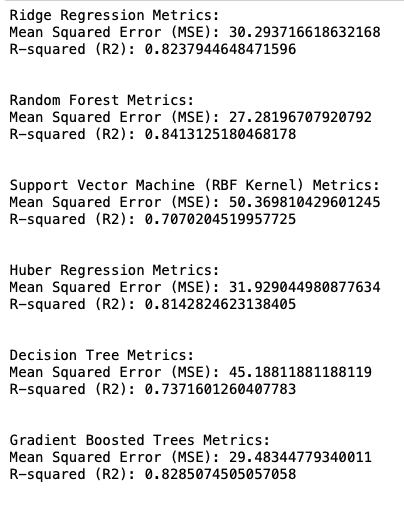 Ridge Regression Metrics:
Mean Squared Error (MSE): 30.293716618632168
R-squared (R2): 0.8237944648471596
Random Forest Metrics:
Mean Squared Error (MSE): 27.28196707920792
R-squared (R2): 0.8413125180468178
Support Vector Machine (RBF Kernel) Metrics:
Mean Squared Error (MSE): 50.369810429601245
R-squared (R2): 0.7070204519957725
Huber Regression Metrics:
Mean Squared Error (MSE): 31.929044980877634
R-squared (R2): 0.8142824623138405
Decision Tree Metrics:
Mean Squared Error (MSE): 45.18811881188119
R-squared (R2): 0.7371601260407783
Gradient Boosted Trees Metrics:
Mean Squared Error (MSE): 29.48344779340011
R-squared (R2): 0.8285074505057058